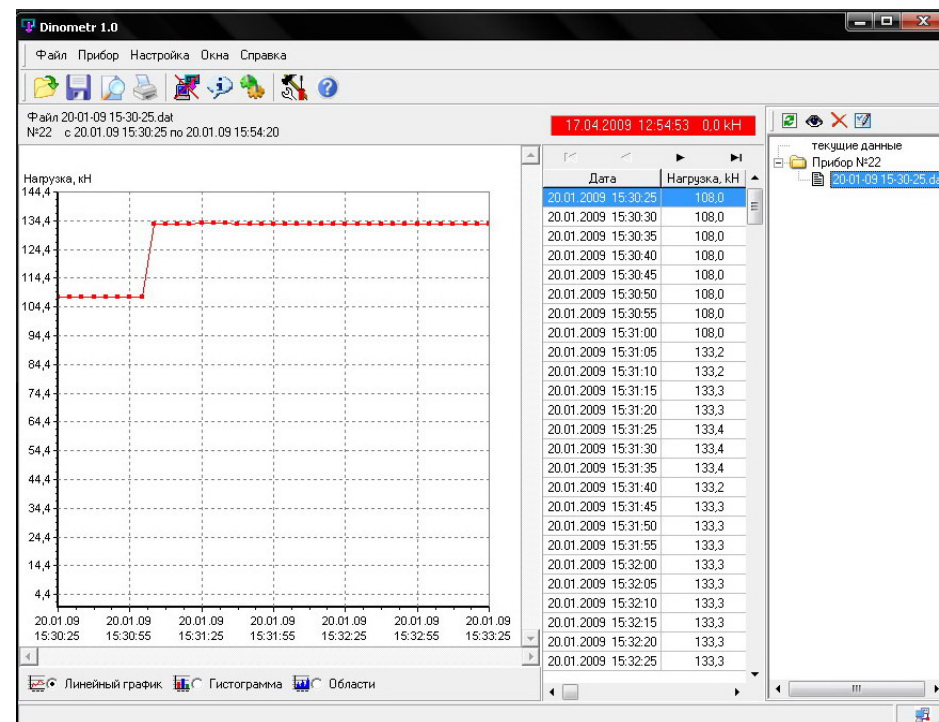 Dinometr 1.0
Файл Прибор Настройка Окна Справка
Файл 20-01-09 15-30-25.dat
№22 с 20.01.09 15:30:25 по 20.01.09 15:54:20
17.04.2009 12:54:53 0,0 kH
Нагрузка, кН
144,4
134,4
124,4
114,4
104,4
94,4
84,4
74,4
64,4
54,4
44,4
34,4
24,4
14,4
4,4
20.01.09 20.01.09 20.01.09 20.01.09 20.01.09 20.01.09 20.01.09
15:30:25 15:30:55 15:31:25 15:31:55 15:32:25 15:32:55 15:33:25
Линейный график Гистограмма Области
Дата Нагрузка, кН
20.01.2009 15:30:25 108,0
20.01.2009 15:30:30 108,0
20.01.2009 15:30:35 108,0
20.01.2009 15:30:40 108,0
20.01.2009 15:30:45 108,0
20.01.2009 15:30:50 108,0
20.01.2009 15:30:55 108,0
20.01.2009 15:31:00 108,0
20.01.2009 15:31:05 133,2
20.01.2009 15:31:10 133,2
20.01.2009 15:31:15 133,3
20.01.2009 15:31:20 133,3
20.01.2009 15:31:25 133,4
20.01.2009 15:31:30 133,4
20.01.2009 15:31:35 133,4
20.01.2009 15:31:40 133,2
20.01.2009 15:31:45 133,3
20.01.2009 15:31:50 133,3
20.01.2009 15:31:55 133,3
20.01.2009 15:32:00 133,3
20.01.2009 15:32:05 133,3
20.01.2009 15:32:10 133,3
20.01.2009 15:32:15 133,3
20.01.2009 15:32:20 133,3
20.01.2009 15:32:25 133,3
текущие данные
Прибор №22
20-01-09 15-30-25.da